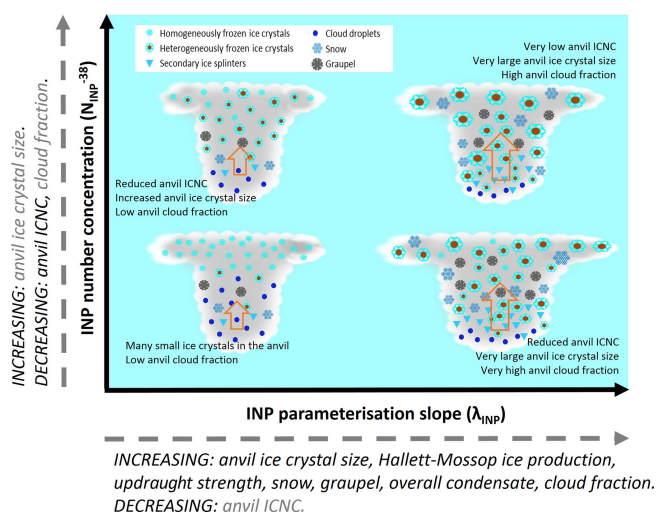 Homogeneously frozen ice crystals
Heterogeneously frozen ice crystals
Secondary ice splinters
Cloud droplets
Snow
Graupel
Very low anvil ICNC
Very large anvil ice crystal size
High anvil cloud fraction
Reduced anvil ICNC
Increased anvil ice crystal size
Low anvil cloud fraction
Many small ice crystals in the anvil
Low anvil cloud fraction
Reduced anvil ICNC
Very large anvil ice crystal size
Very high anvil cloud fraction
INCREASING: anvil ice crystal size.
DECREASING: anvil ICNC, cloud fraction.
INP number concentration (N_INP^-38)
INP parameterisation slope (λ_INP)
INCREASING: anvil ice crystal size, Hallett-Mossop ice production,
updraught strength, snow, graupel, overall condensate, cloud fraction.
DECREASING: anvil ICNC.